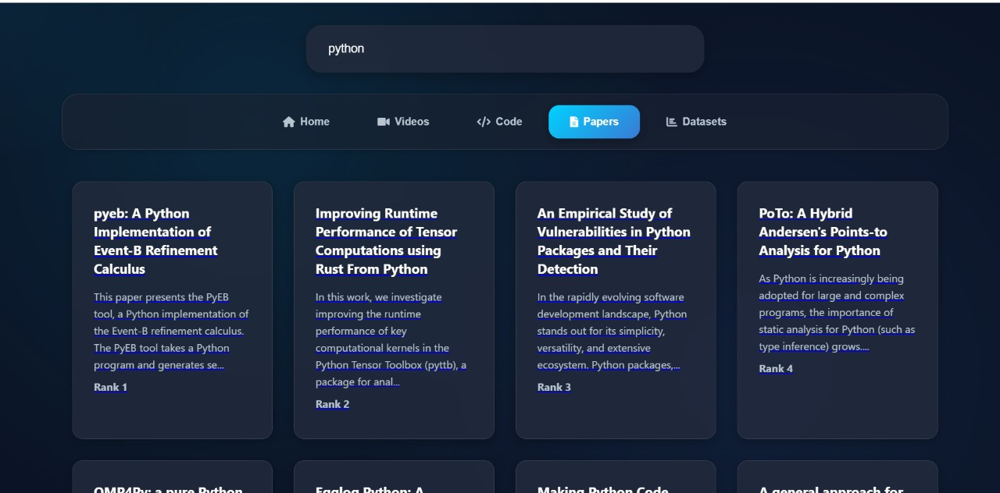 python
Home Videos Code Papers Datasets
pyeb: A Python
Implementation of
Event-B Refinement
Calculus
This paper presents the PyEB
tool, a Python implementation of
the Event-B refinement calculus.
The PyEB tool takes a Python
program and generates se...
Rank 1
Improving Runtime
Performance of Tensor
Computations using
Rust From Python
In this work, we investigate
improving the runtime
performance of key
computational kernels in the
Python Tensor Toolbox (pyttb), a
package for anal...
Rank 2
An Empirical Study of
Vulnerabilities in Python
Packages and Their
Detection
In the rapidly evolving software
development landscape, Python
stands out for its simplicity,
versatility, and extensive
ecosystem. Python packages,...
Rank 3
PoTo: A Hybrid
Andersen's Points-to
Analysis for Python
As Python is increasingly being
adopted for large and complex
programs, the importance of
static analysis for Python (such as
type inference) grows....
Rank 4
OMP4Py: a pure Python
Egglog Python: A
Making Python Code
A general approach for